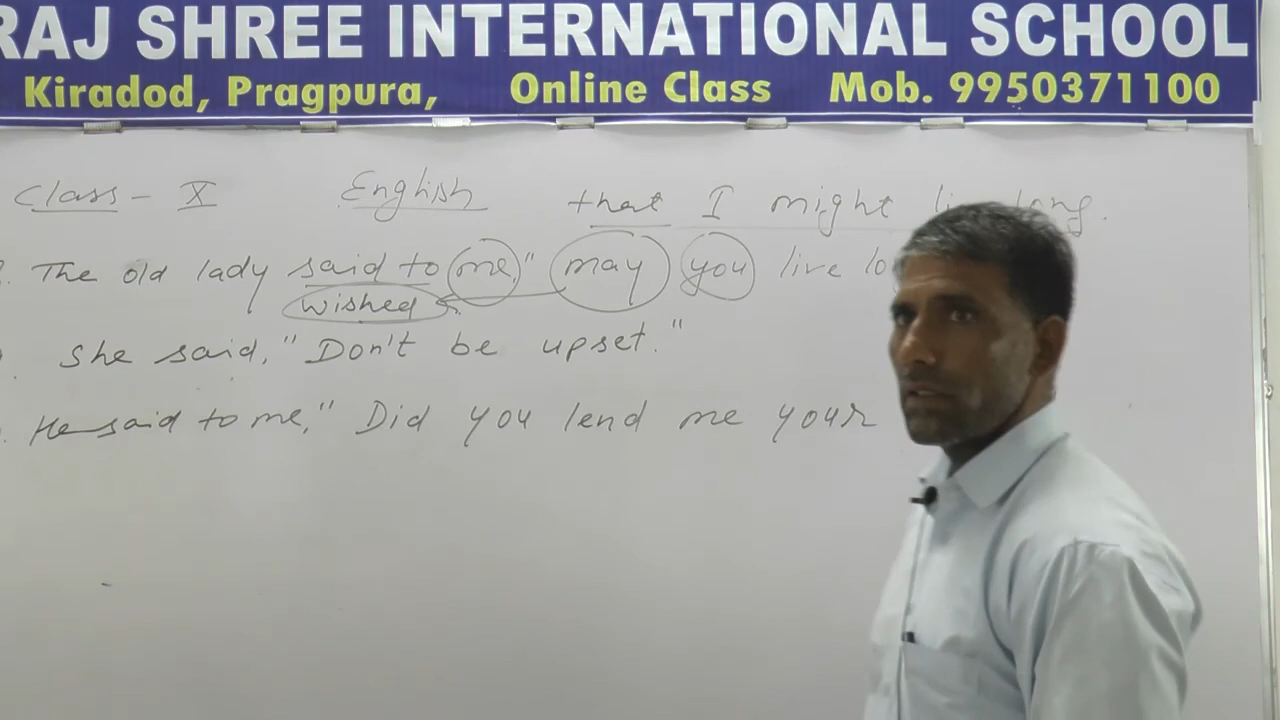 RAJ SHREE INTERNATIONAL SCHOOL
Kiradod, Pragpura, Online Class Mob. 9950371100
Class - X English that I might long.
The old lady said to me," may you live lo
wished
She said, "Don't be upset."
He said to me," Did you lend me your